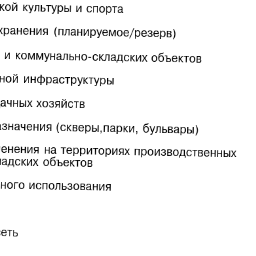 кой культуры и спорта
хранения (планируемое/резерв)
и коммунально-складских объектов
ной инфраструктуры
ачных хозяйств
значения (скверы,парки, бульвары)
енения на территориях производственных
адских объектов
ного использования
еть